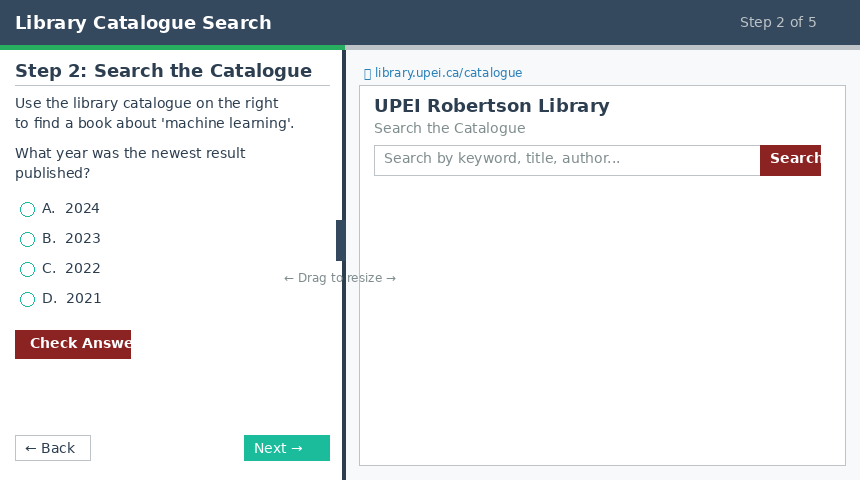 Library Catalogue Search
Step 2 of 5
Step 2: Search the Catalogue
Use the library catalogue on the right
to find a book about 'machine learning'.
What year was the newest result
published?
A. 2024
B. 2023
C. 2022
D. 2021
Check Answe
← Back
Next →
← Drag to resize →
library.upei.ca/catalogue
UPEI Robertson Library
Search the Catalogue
Search by keyword, title, author...
Search